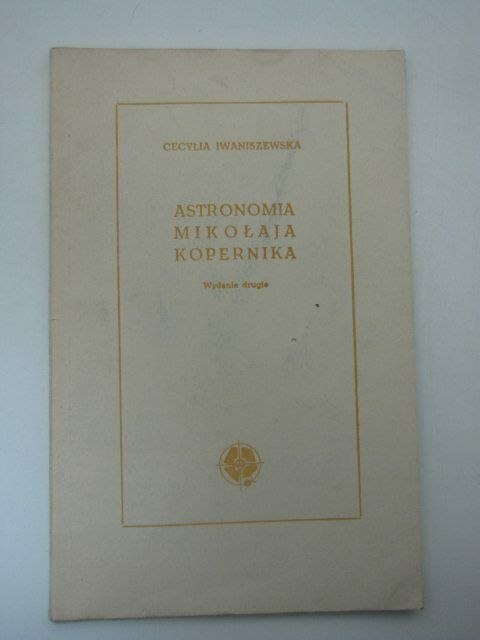 CECYLIA IWANISZEWSKA
ASTRONOMIA
MIKOŁAJA
KOPERNIKA
Wydanie drugie